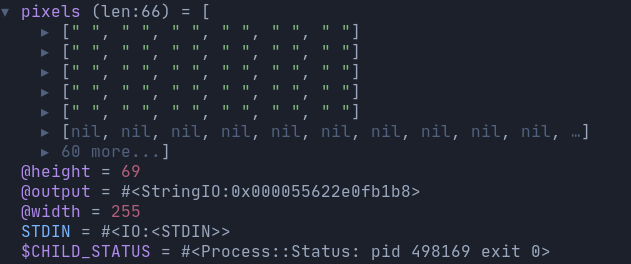 ▼ pixels (len:66) = [
▶ [" ", " ", " ", " ", " ", " "]
▶ [" ", " ", " ", " ", " ", " "]
▶ [" ", " ", " ", " ", " ", " "]
▶ [" ", " ", " ", " ", " ", " "]
▶ [" ", " ", " ", " ", " ", " "]
▶ [nil, nil, nil, nil, nil, nil, nil, nil, nil, nil, …]
▶ 60 more...]
@height = 69
@output = #<StringIO:0x000055622e0fb1b8>
@width = 255
STDIN = #<IO:<STDIN>>
$CHILD_STATUS = #<Process::Status: pid 498169 exit 0>